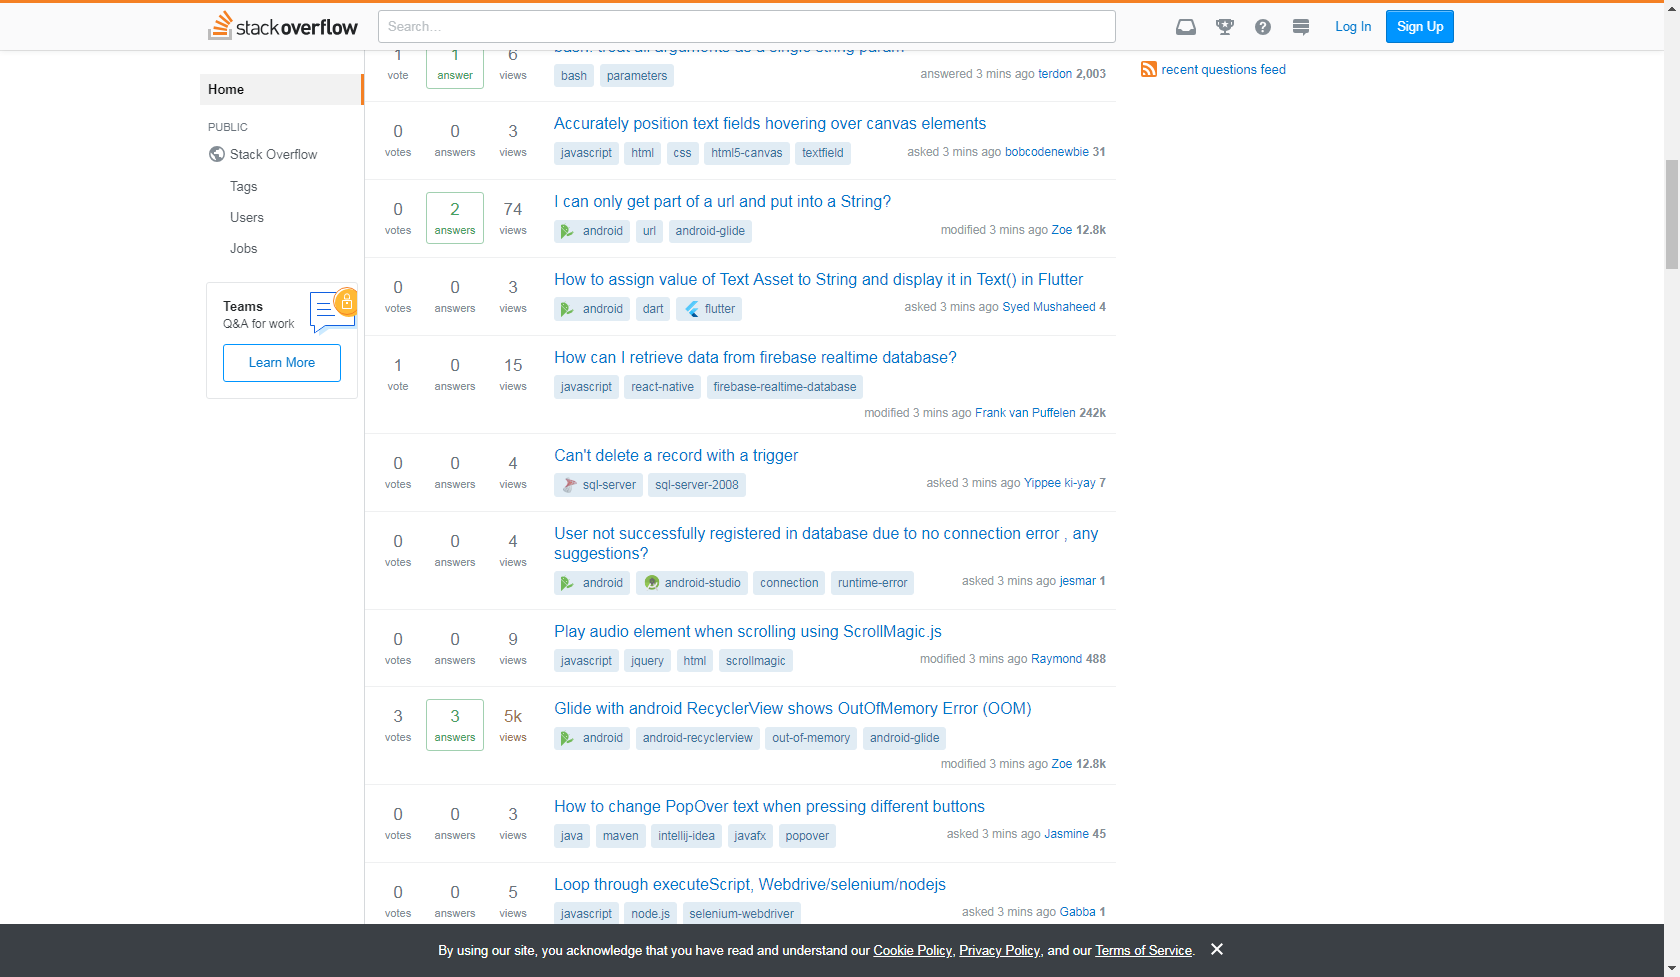 stackoverflow
Search...
Log In
Sign Up
Home
PUBLIC
Stack Overflow
Tags
Users
Jobs
Teams
Q&A for work
Learn More
1 vote
1 answer
6 views
bash: treat all arguments as a single string param
bash parameters
answered 3 mins ago terdon 2,003
0 votes
0 answers
3 views
Accurately position text fields hovering over canvas elements
javascript html css html5-canvas textfield
asked 3 mins ago bobcodenewbie 31
0 votes
2 answers
74 views
I can only get part of a url and put into a String?
android url android-glide
modified 3 mins ago Zoe 12.8k
0 votes
0 answers
3 views
How to assign value of Text Asset to String and display it in Text() in Flutter
android dart flutter
asked 3 mins ago Syed Mushaheed 4
1 vote
0 answers
15 views
How can I retrieve data from firebase realtime database?
javascript react-native firebase-realtime-database
modified 3 mins ago Frank van Puffelen 242k
0 votes
0 answers
4 views
Can't delete a record with a trigger
sql-server sql-server-2008
asked 3 mins ago Yippee ki-yay 7
0 votes
0 answers
4 views
User not successfully registered in database due to no connection error , any
suggestions?
android android-studio connection runtime-error
asked 3 mins ago jesmar 1
0 votes
0 answers
9 views
Play audio element when scrolling using ScrollMagic.js
javascript jquery html scrollmagic
modified 3 mins ago Raymond 488
3 votes
3 answers
5k views
Glide with android RecyclerView shows OutOfMemory Error (OOM)
android android-recyclerview out-of-memory android-glide
modified 3 mins ago Zoe 12.8k
0 votes
0 answers
3 views
How to change PopOver text when pressing different buttons
java maven intellij-idea javafx popover
asked 3 mins ago Jasmine 45
0 votes
0 answers
5 views
Loop through executeScript, Webdrive/selenium/nodejs
javascript node.js selenium-webdriver
asked 3 mins ago Gabba 1
recent questions feed
By using our site, you acknowledge that you have read and understand our Cookie Policy, Privacy Policy, and our Terms of Service.